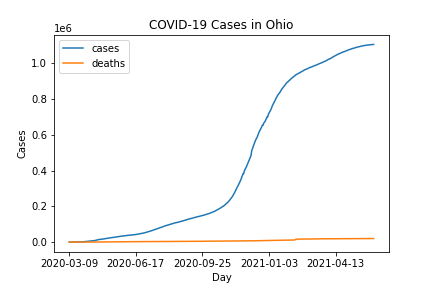 COVID-19 Cases in Ohio
1e6
cases
deaths
1.0
0.8
0.6
0.4
0.2
0.0
Cases
2020-03-09 2020-06-17 2020-09-25 2021-01-03 2021-04-13
Day